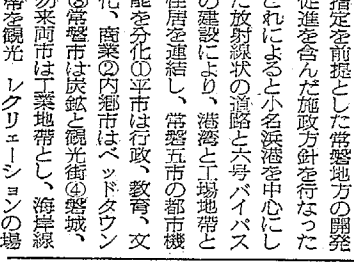 指定を前提とした常磐地方の開発
促進を含んだ施政方針を行なった
これによると小名浜港を中心にし
た放射線状の道路と六号バイパス
の建設により、港湾と工場地帯と
住居を連結し、常磐五市の都市機
能を分化①平市は行政、教育、文
化、商業②内郷市はベッドタウン
③常磐市は炭鉱と観光街④磐城、
勿来両市は工業地帯とし、海岸線
帯を観光 レクリェーションの場